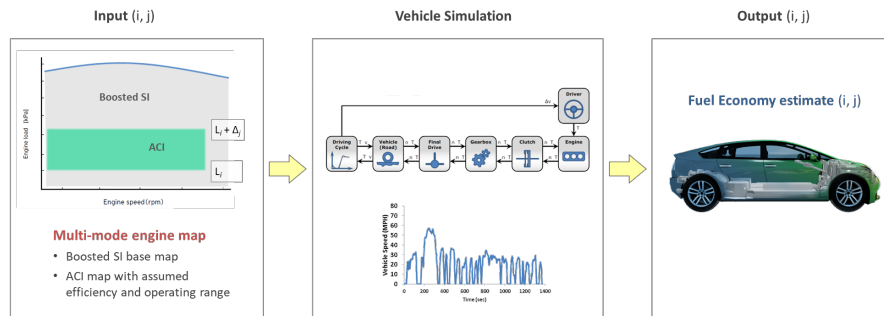 Input (i, j)
Vehicle Simulation
Output (i, j)
Engine load (kPa)
Boosted SI
ACI
Li + Δj
Li
Engine speed (rpm)
Multi-mode engine map
• Boosted SI base map
• ACI map with assumed
efficiency and operating range
Driver
Δv
T
Driving
Cycle
T v
T v
Vehicle
(Road)
n T
n T
Final
Drive
n T
n T
Gearbox
n T
n T
Clutch
n T
n T
Engine
Vehicle Speed (MPH)
80
70
60
50
40
30
20
10
0
0 200 400 600 800 1000 1200 1400
Time (sec)
Fuel Economy estimate (i, j)